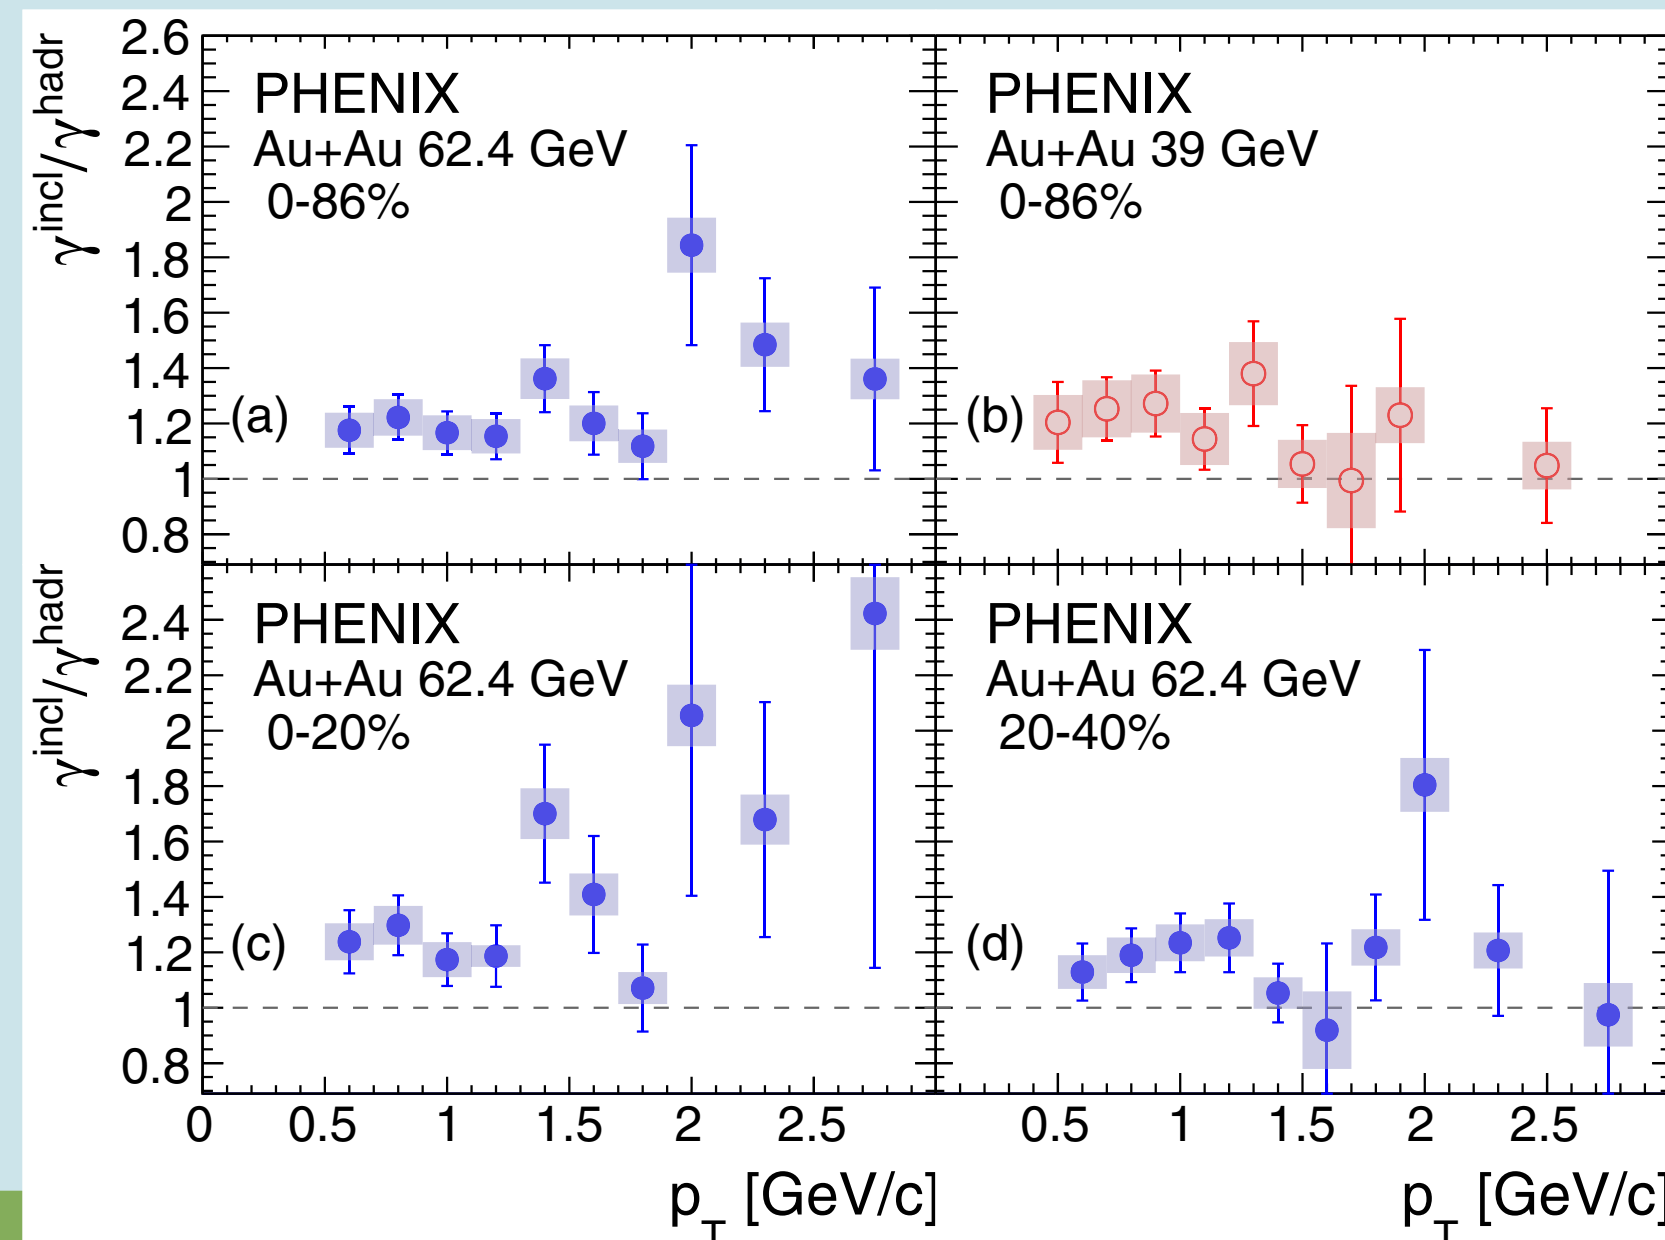 γincl/γhadr
2.6
2.4
2.2
2
1.8
1.6
1.4
1.2
1
0.8
PHENIX
Au+Au 62.4 GeV
0-86%
(a)
PHENIX
Au+Au 39 GeV
0-86%
(b)
γincl/γhadr
2.4
2.2
2
1.8
1.6
1.4
1.2
1
0.8
PHENIX
Au+Au 62.4 GeV
0-20%
(c)
PHENIX
Au+Au 62.4 GeV
20-40%
(d)
0 0.5 1 1.5 2 2.5
0.5 1 1.5 2 2.5
pT [GeV/c]
pT [GeV/c]